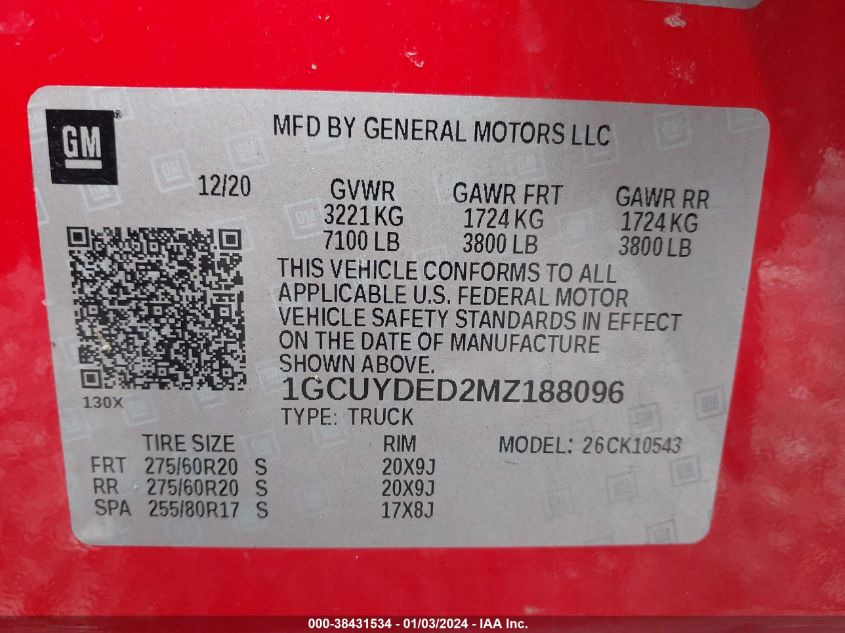 GM®
MFD BY GENERAL MOTORS LLC
12/20 GVWR GAWR FRT GAWR RR
3221 KG 1724 KG 1724 KG
7100 LB 3800 LB 3800 LB
THIS VEHICLE CONFORMS TO ALL
APPLICABLE U.S. FEDERAL MOTOR
VEHICLE SAFETY STANDARDS IN EFFECT
ON THE DATE OF MANUFACTURE
SHOWN ABOVE.
1GCUYDED2MZ188096
130X
TYPE: TRUCK
TIRE SIZE RIM MODEL: 26CK10543
FRT 275/60R20 S 20X9J
RR 275/60R20 S 20X9J
SPA 255/80R17 S 17X8J
000-38431534 - 01/03/2024 - IAA Inc.